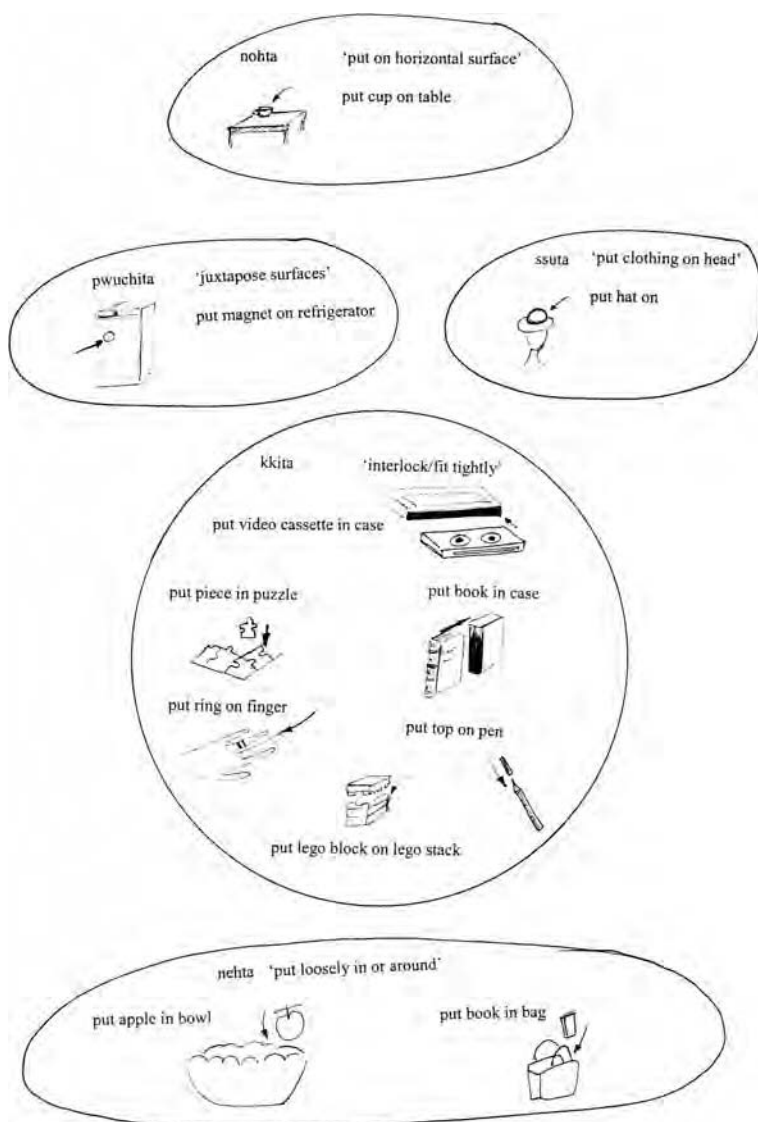 nohta 'put on horizontal surface'
put cup on table
pwuchita 'juxtapose surfaces'
put magnet on refrigerator
ssuta 'put clothing on head'
put hat on
kkita 'interlock/fit tightly'
put video cassette in case
put piece in puzzle
put book in case
put ring on finger
put top on pen
put lego block on lego stack
nehta 'put loosely in or around'
put apple in bowl
put book in bag